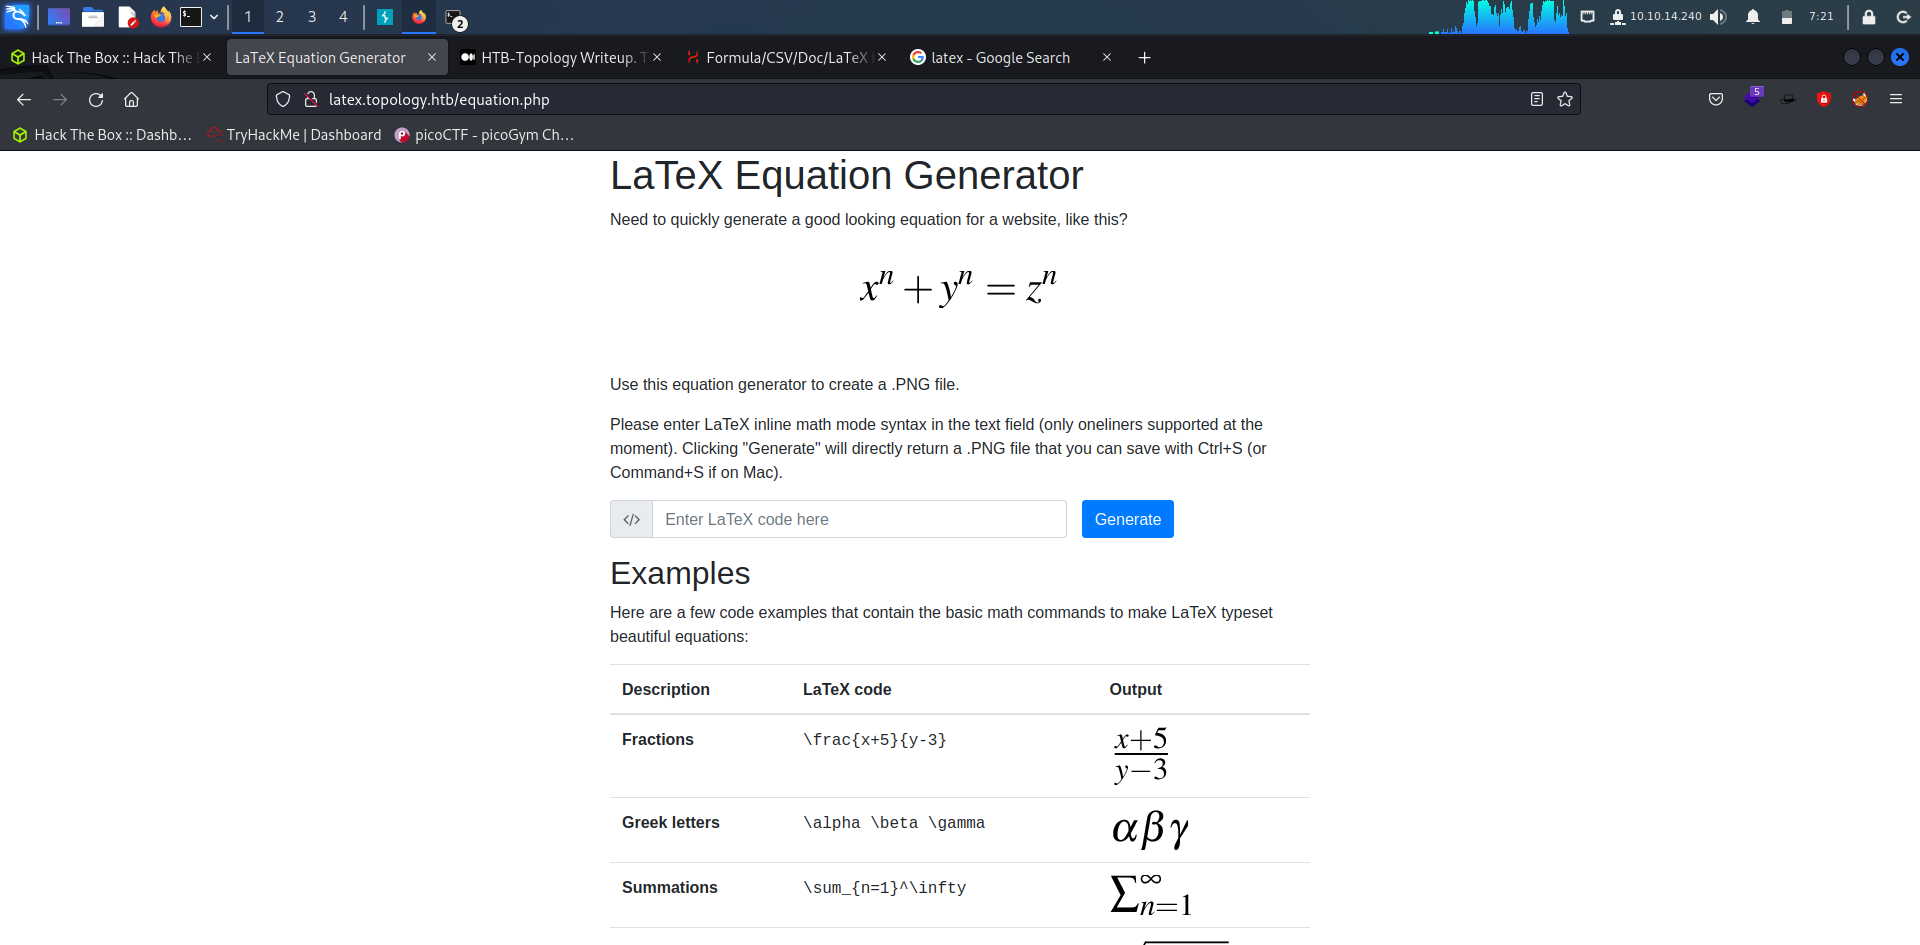 1 2 3 4 2 10.10.14.240 7:21
Hack The Box :: Hack The LaTeX Equation Generator HTB-Topology Writeup. Formula/CSV/Doc/LaTeX latex - Google Search
latex.topology.htb/equation.php 5
Hack The Box :: Dashb… TryHackMe | Dashboard picoCTF - picoGym Ch…
LaTeX Equation Generator
Need to quickly generate a good looking equation for a website, like this?
xⁿ + yⁿ = zⁿ
Use this equation generator to create a .PNG file.
Please enter LaTeX inline math mode syntax in the text field (only oneliners supported at the
moment). Clicking "Generate" will directly return a .PNG file that you can save with Ctrl+S (or
Command+S if on Mac).
</> Enter LaTeX code here Generate
Examples
Here are a few code examples that contain the basic math commands to make LaTeX typeset
beautiful equations:
Description LaTeX code Output
Fractions \frac{x+5}{y-3} x+5
y−3
Greek letters \alpha \beta \gamma αβγ
Summations \sum_{n=1}^\infty ∑∞n=1